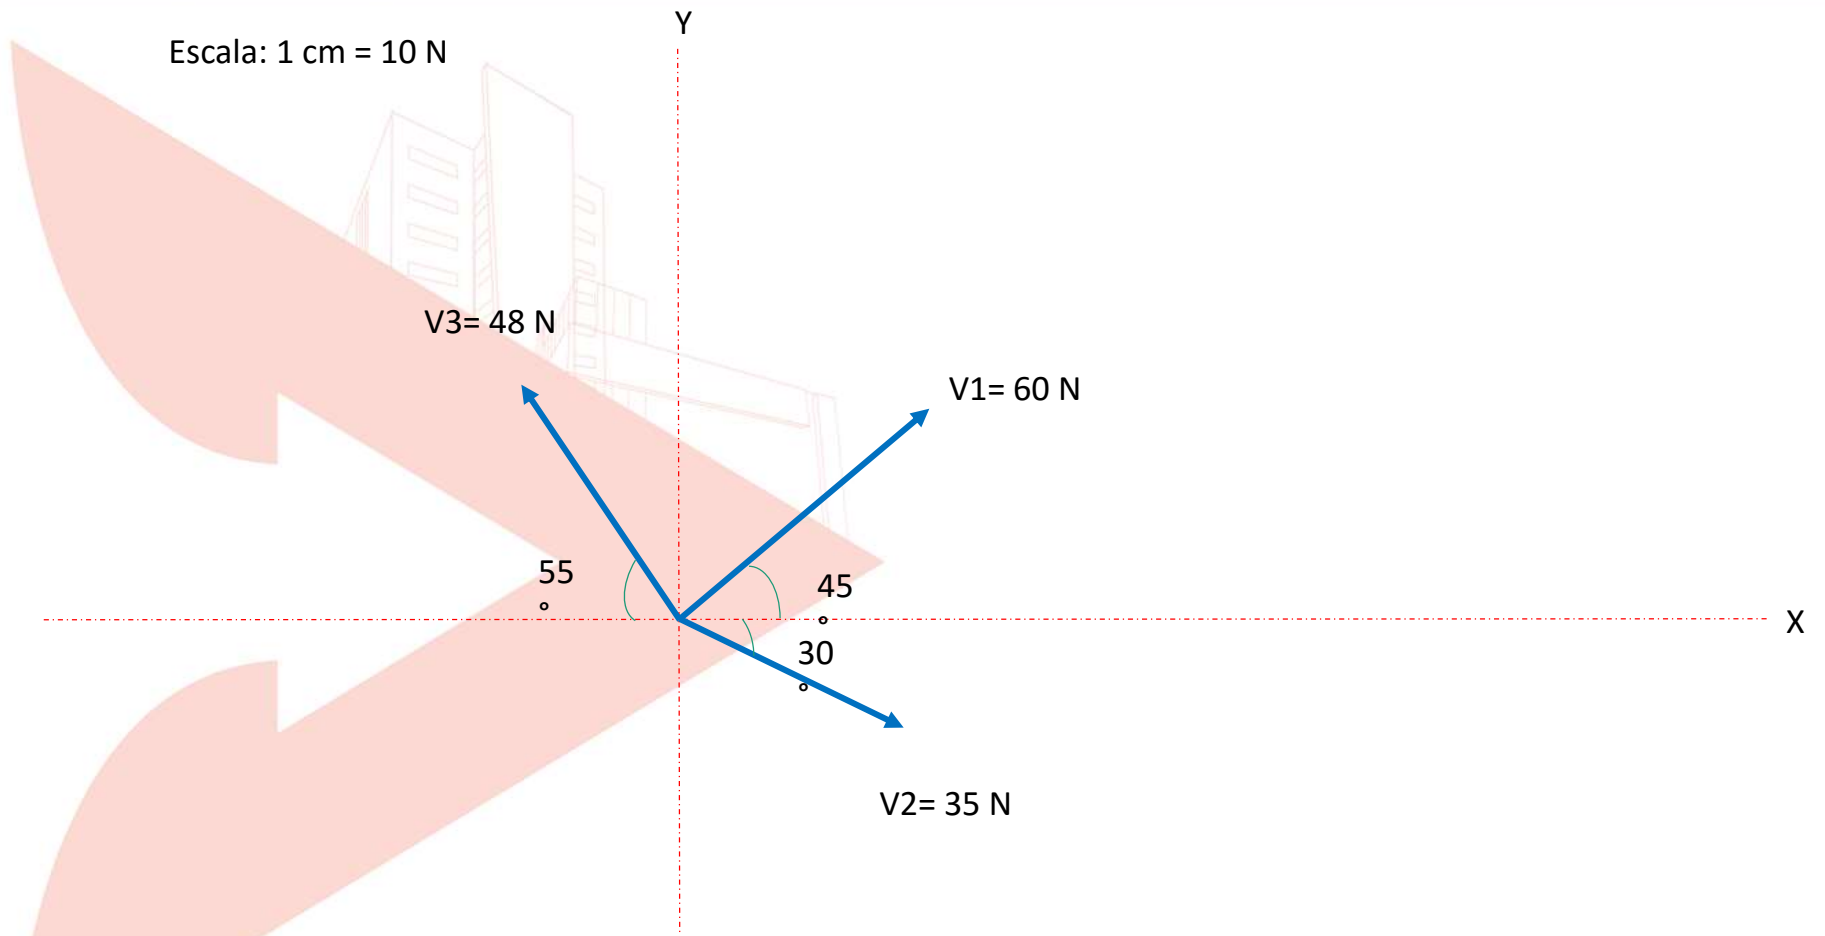 Y
Escala: 1 cm = 10 N
V3= 48 N
V1= 60 N
55
°
45
°
X
30
°
V2= 35 N